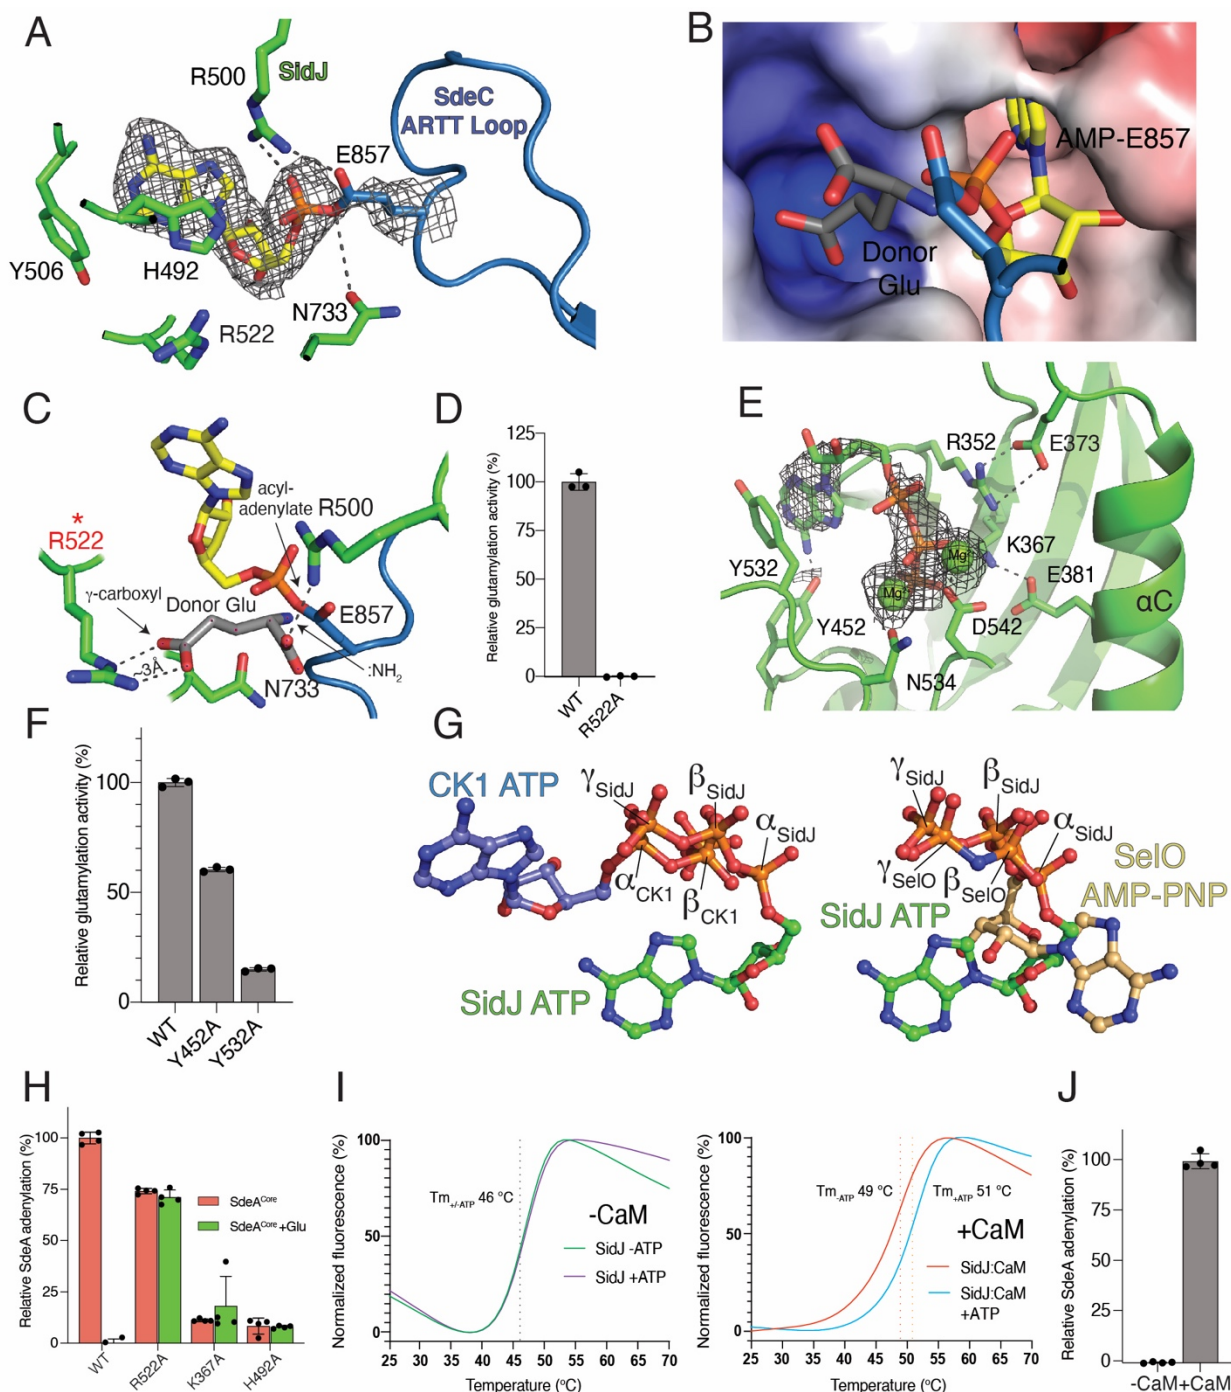 A
R500
SidJ
SdeC
ARTT Loop
E857
Y506
H492
R522
N733
B
AMP-E857
Donor
Glu
C
acyl-
adenylate
R500
*
R522
γ-carboxyl
Donor Glu
E857
~3Å
N733
:NH₂
D
Relative glutamylation activity (%)
125
100
75
50
25
0
WT
R522A
E
R352
E373
Mg²⁺
K367
Y532
E381
Mg²⁺
αC
Y452
D542
N534
F
Relative glutamylation activity (%)
100
50
0
WT
Y452A
Y532A
G
CK1 ATP
γSidJ
βSidJ
αSidJ
αCK1
βCK1
SidJ ATP
γSidJ
βSidJ
αSidJ
γSelO
βSelO
SelO
AMP-PNP
SidJ ATP
H
Relative SdeA adenylation (%)
100
75
50
25
0
SdeA^Core
SdeA^Core +Glu
WT
R522A
K367A
H492A
I
Normalized fluorescence (%)
100
50
0
Tm+/-ATP 46 °C
-CaM
SidJ -ATP
SidJ +ATP
25 30 35 40 45 50 55 60 65 70
Temperature (°C)
Normalized fluorescence (%)
100
50
0
Tm-ATP 49 °C
Tm+ATP 51 °C
+CaM
SidJ:CaM
SidJ:CaM
+ATP
25 30 35 40 45 50 55 60 65 70
Temperature (°C)
J
Relative SdeA adenylation (%)
100
50
0
-CaM +CaM